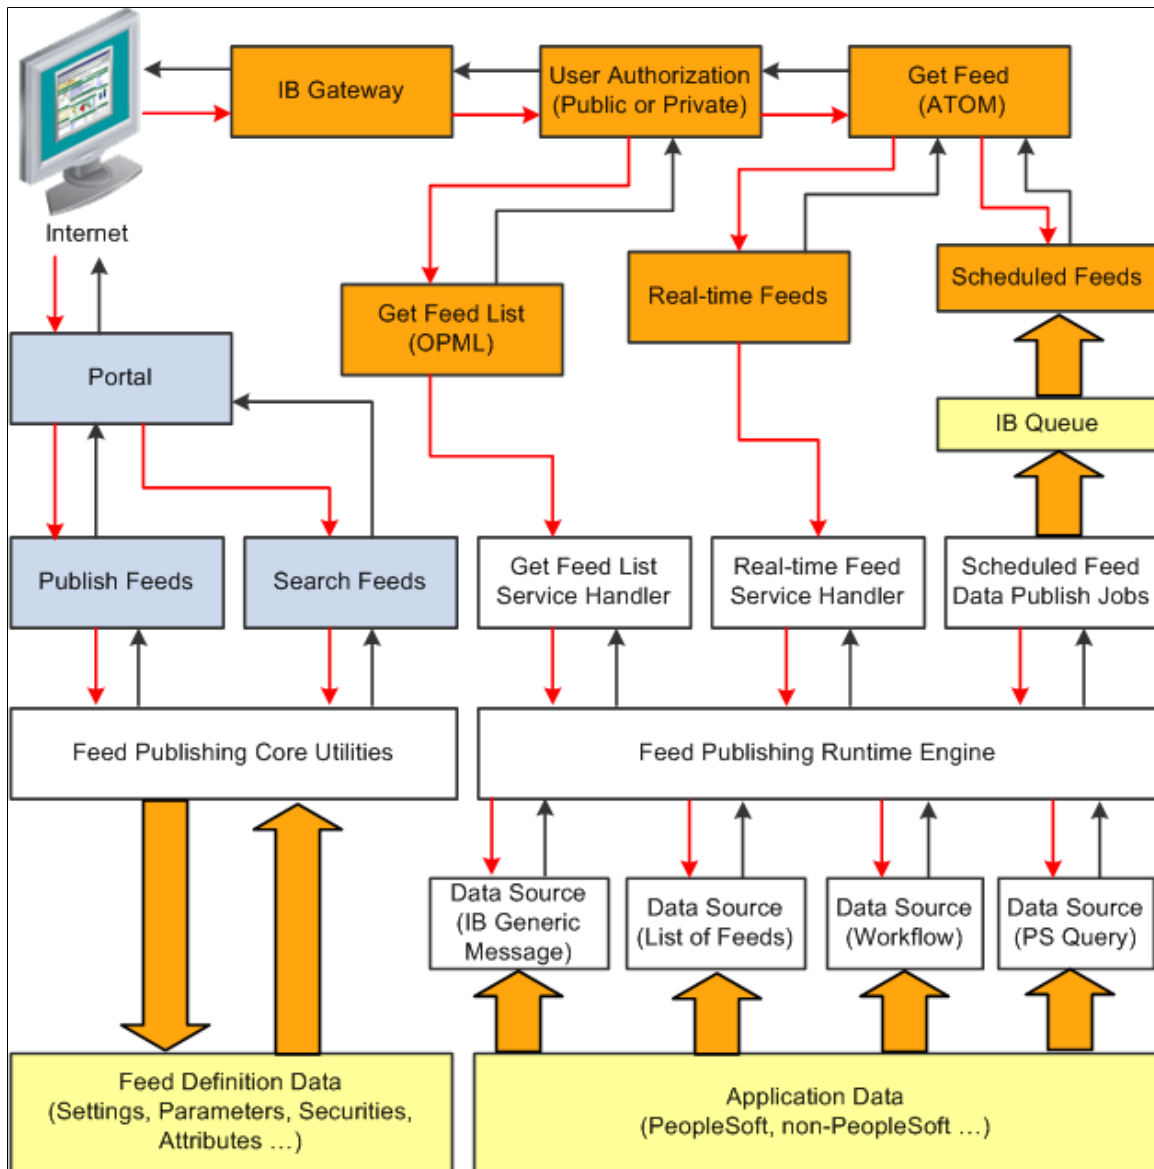 IB Gateway
User Authorization
(Public or Private)
Get Feed
(ATOM)
Internet
Get Feed List
(OPML)
Real-time Feeds
Scheduled Feeds
Portal
IB Queue
Publish Feeds
Search Feeds
Get Feed List
Service Handler
Real-time Feed
Service Handler
Scheduled Feed
Data Publish Jobs
Feed Publishing Core Utilities
Feed Publishing Runtime Engine
Data Source
(IB Generic
Message)
Data Source
(List of Feeds)
Data Source
(Workflow)
Data Source
(PS Query)
Feed Definition Data
(Settings, Parameters, Securities,
Attributes …)
Application Data
(PeopleSoft, non-PeopleSoft …)